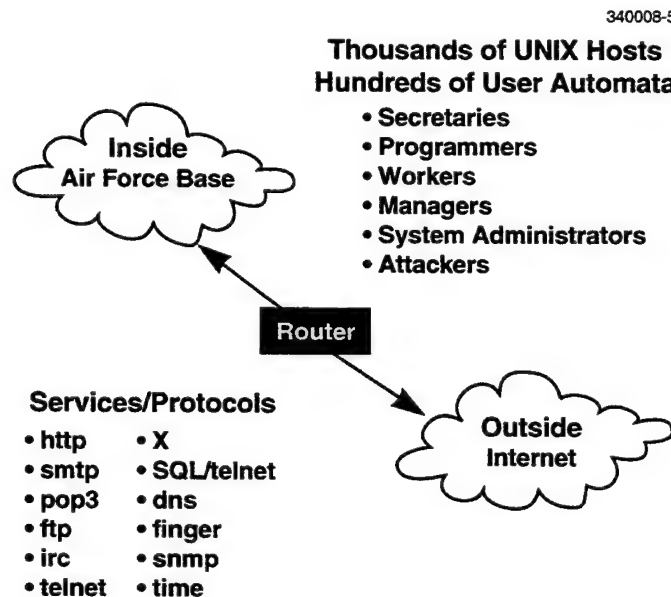 340008-5
Thousands of UNIX Hosts
Hundreds of User Automata
• Secretaries
• Programmers
• Workers
• Managers
• System Administrators
• Attackers
Inside
Air Force Base
Router
Outside
Internet
Services/Protocols
• http • X
• smtp • SQL/telnet
• pop3 • dns
• ftp • finger
• irc • snmp
• telnet • time